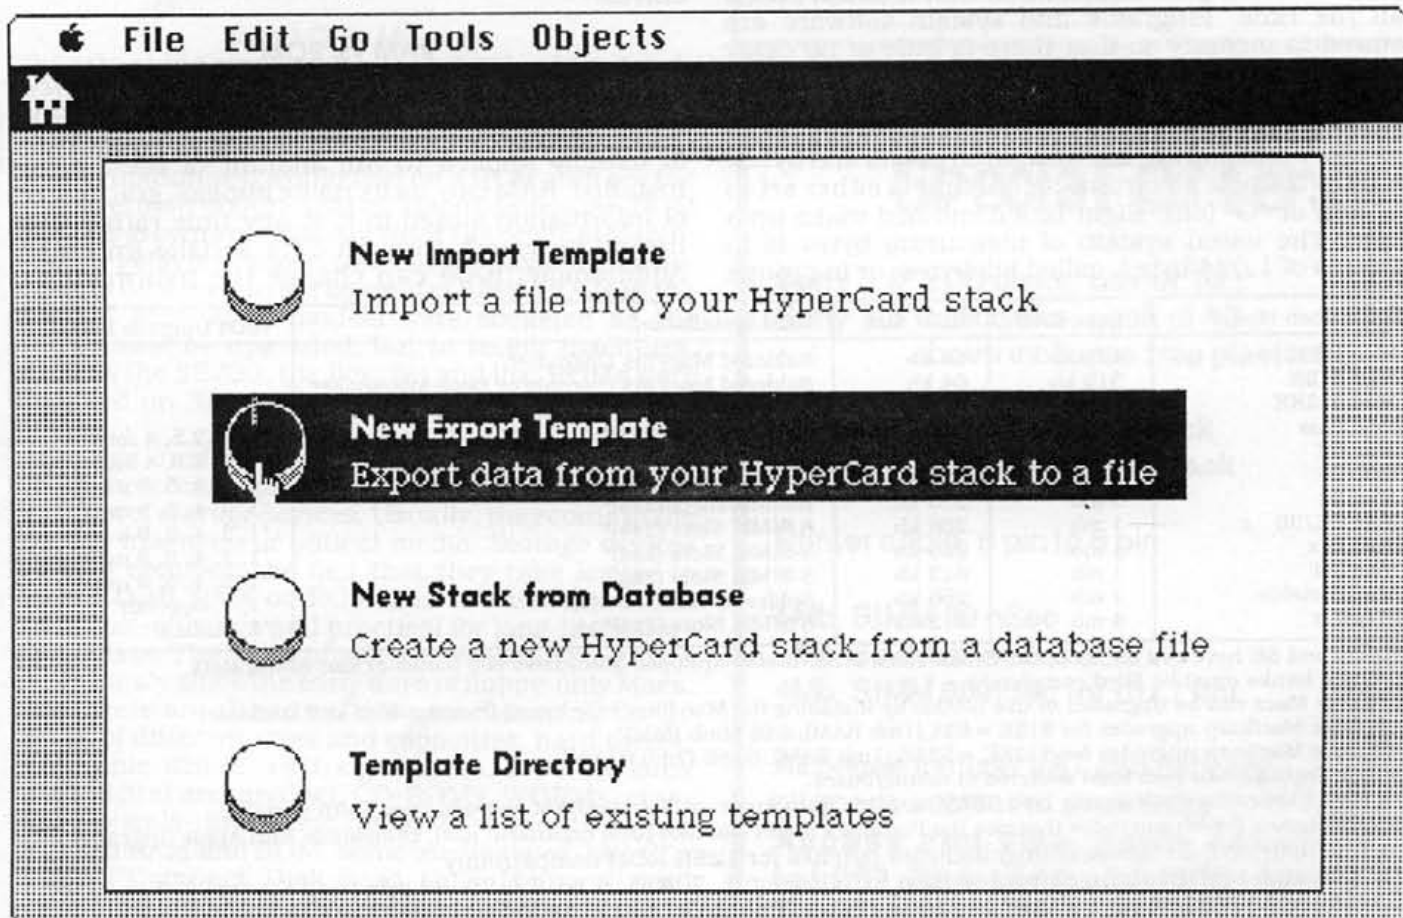 File Edit Go Tools Objects
New Import Template
Import a file into your HyperCard stack
New Export Template
Export data from your HyperCard stack to a file
New Stack from Database
Create a new HyperCard stack from a database file
Template Directory
View a list of existing templates